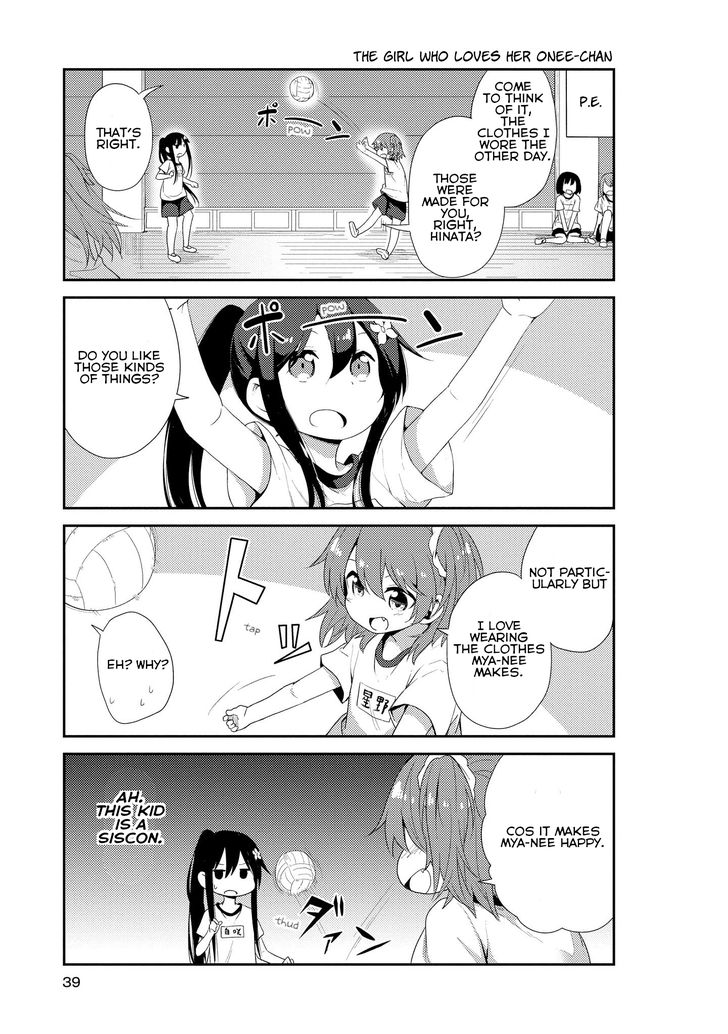 THE GIRL WHO LOVES HER ONEE-CHAN
P.E.
COME
TO THINK
OF IT,
THE
CLOTHES I
WORE THE
OTHER DAY.
THOSE
WERE
MADE FOR
YOU,
RIGHT,
HINATA?
ポーン
POW
THAT'S
RIGHT.
ポーン
POW
DO YOU LIKE
THOSE KINDS
OF THINGS?
NOT PARTIC-
ULARLY BUT
I LOVE
WEARING
THE CLOTHES
MYA-NEE
MAKES.
星野
トッ
tap
EH? WHY?
COS IT MAKES
MYA-NEE HAPPY.
ダァン
thud
AH.
THIS KID
IS A
SISCON.
白咲
39